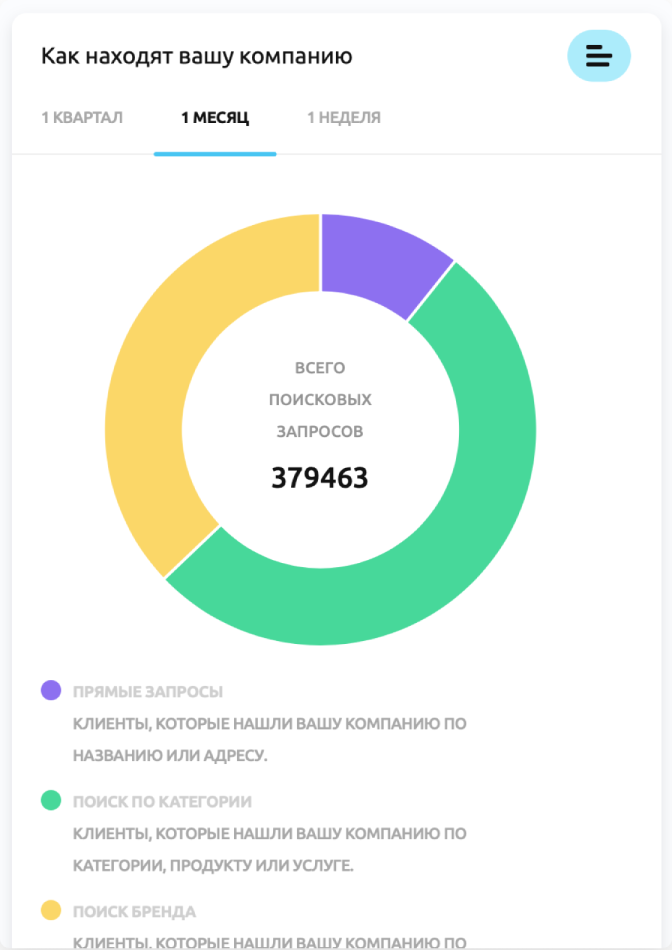 Как находят вашу компанию
1 КВАРТАЛ 1 МЕСЯЦ 1 НЕДЕЛЯ
ВСЕГО
ПОИСКОВЫХ
ЗАПРОСОВ
379463
ПРЯМЫЕ ЗАПРОСЫ
КЛИЕНТЫ, КОТОРЫЕ НАШЛИ ВАШУ КОМПАНИЮ ПО
НАЗВАНИЮ ИЛИ АДРЕСУ.
ПОИСК ПО КАТЕГОРИИ
КЛИЕНТЫ, КОТОРЫЕ НАШЛИ ВАШУ КОМПАНИЮ ПО
КАТЕГОРИИ, ПРОДУКТУ ИЛИ УСЛУГЕ.
ПОИСК БРЕНДА
КЛИЕНТЫ, КОТОРЫЕ НАШЛИ ВАШУ КОМПАНИЮ ПО